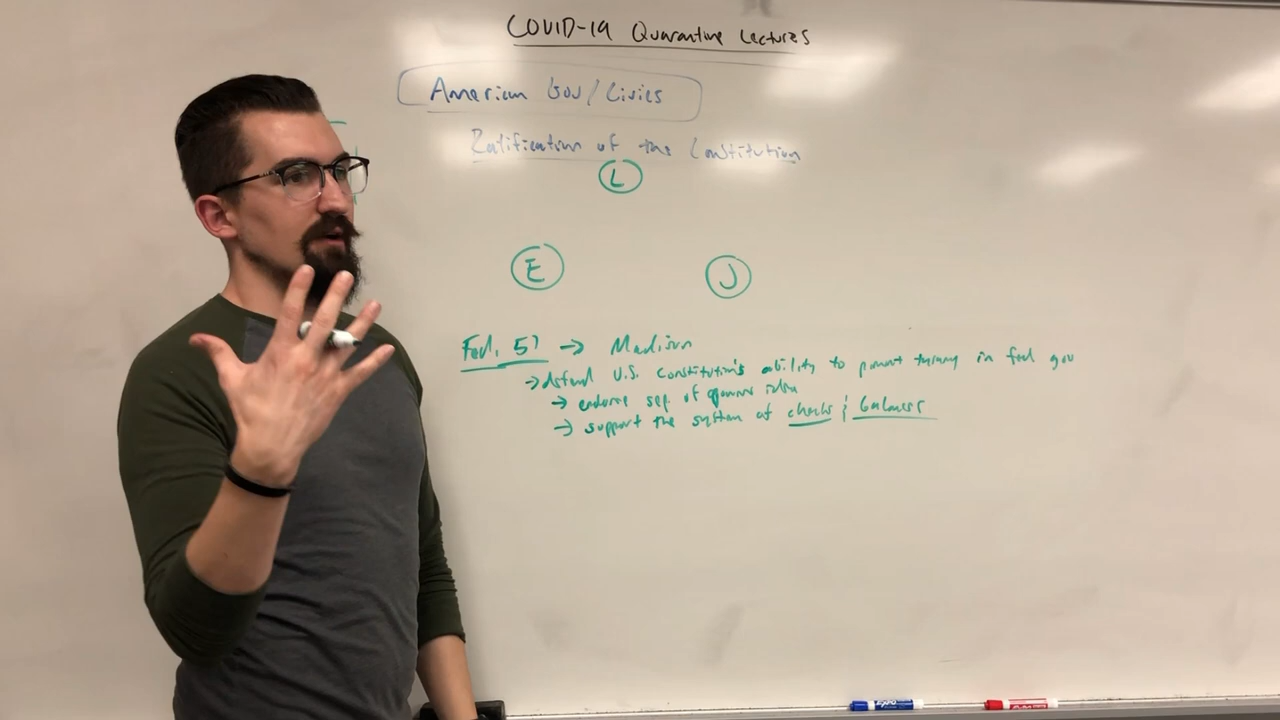 COVID-19 Quarantine Lectures
American Gov/Civics
Ratification of the Constitution
L
E J
Fed. 51 → Madison
→ defend U.S. Constitution's ability to prevent tyranny in fed gov
→ endorse sep. of powers idea
→ support the system of checks & balances
EXPO